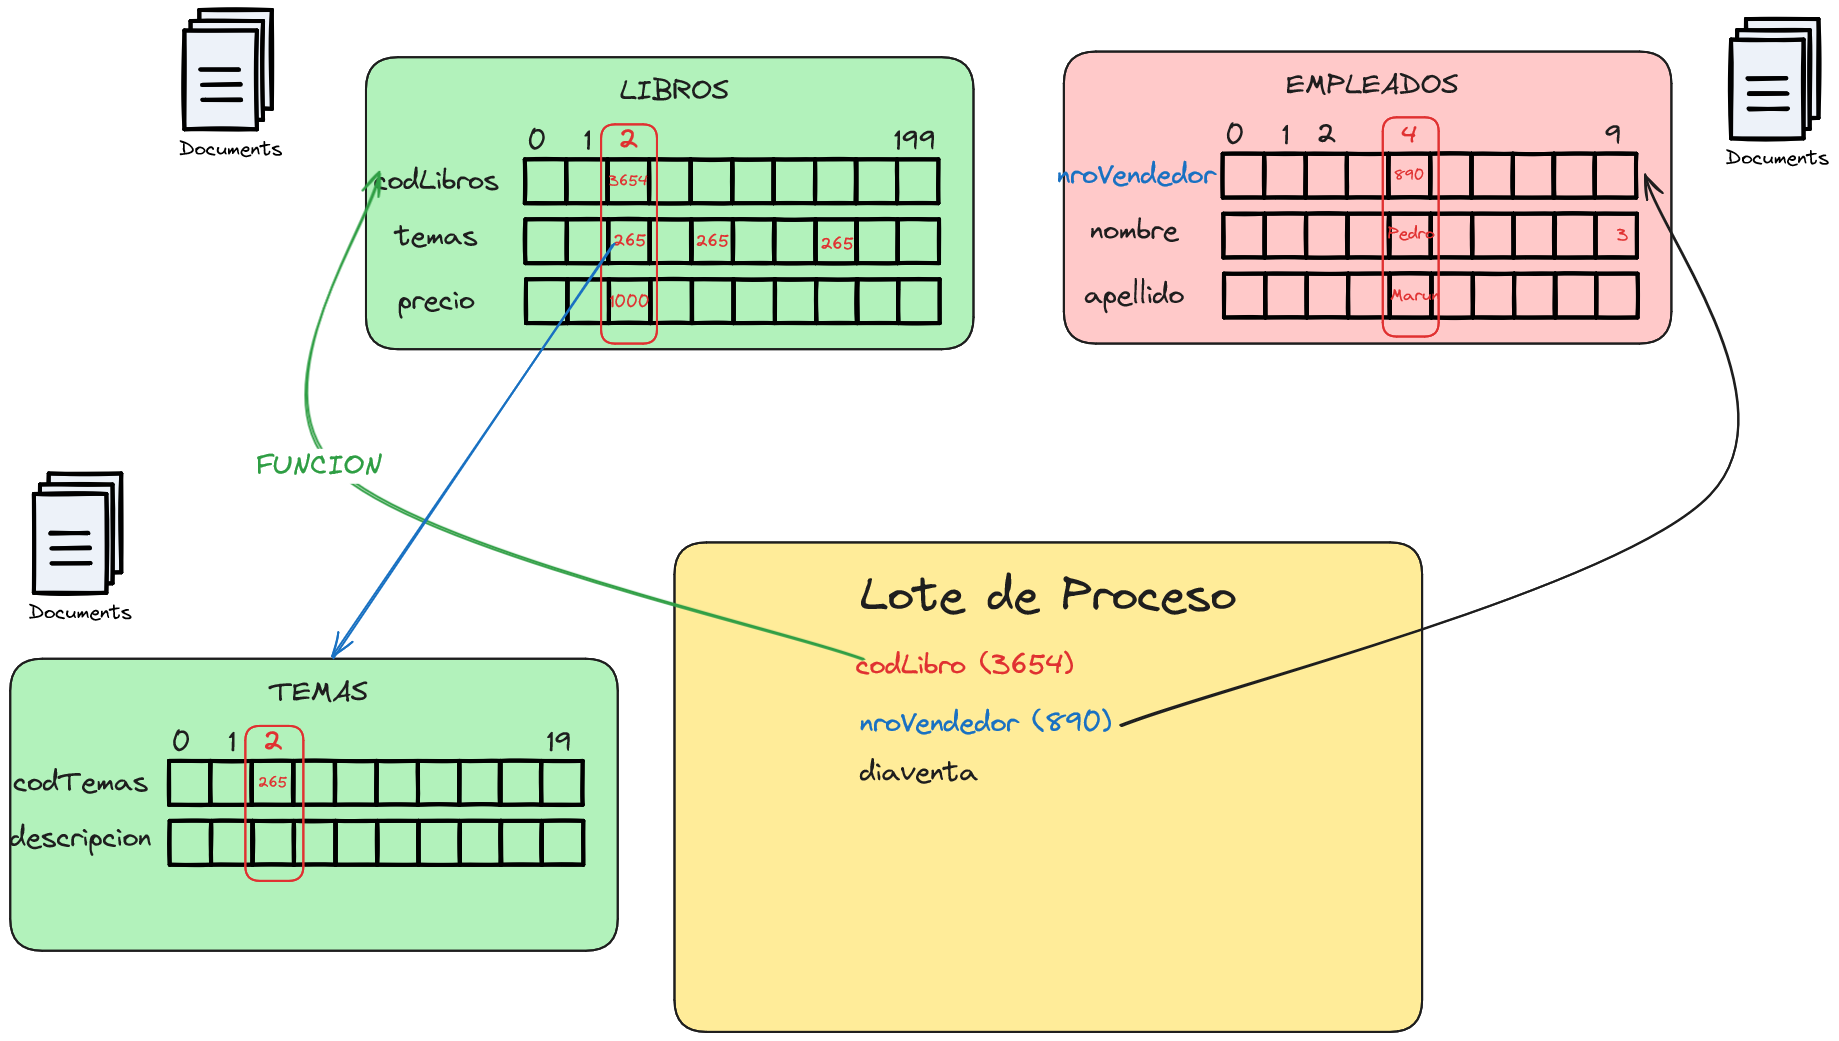 Documents
LIBROS
0 1 2 199
codLibros 3654
temas 265 265 265
precio 1000
EMPLEADOS
0 1 2 4 9
nroVendedor 890
nombre Pedro 3
apellido Marun
Documents
FUNCION
Documents
TEMAS
0 1 2 19
codTemas 265
descripcion
Lote de Proceso
codLibro (3654)
nroVendedor (890)
diaventa